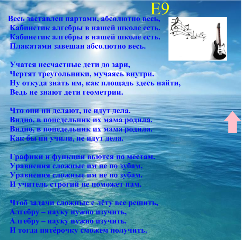 F9
Весь заставлен партами, абсолютно весь,
Кабинетик алгебры в нашей школе есть.
Кабинетик алгебры в нашей школе есть.
Плакатами завешан абсолютно весь.
Учатся несчастные дети до зари,
Чертят треугольники, мучаясь внутри.
Ну откуда знать им, как площадь здесь найти,
Ведь не знают дети геометрии.
Что они ни делают, не идут дела.
Видно, в понедельник их мама родила.
Видно, в понедельник их мама родила.
Как бы ни учили, не идут дела.
Графики и функции вьются по местам.
Уравнения сложные им не по зубам.
Уравнения сложные им не по зубам.
И учитель строгий не поможет нам.
Чтоб задачи сложные с лёту все решить,
Алгебру – науку нужно изучить.
Алгебру – науку нужно изучить,
И тогда пятёрочку сможем получить.